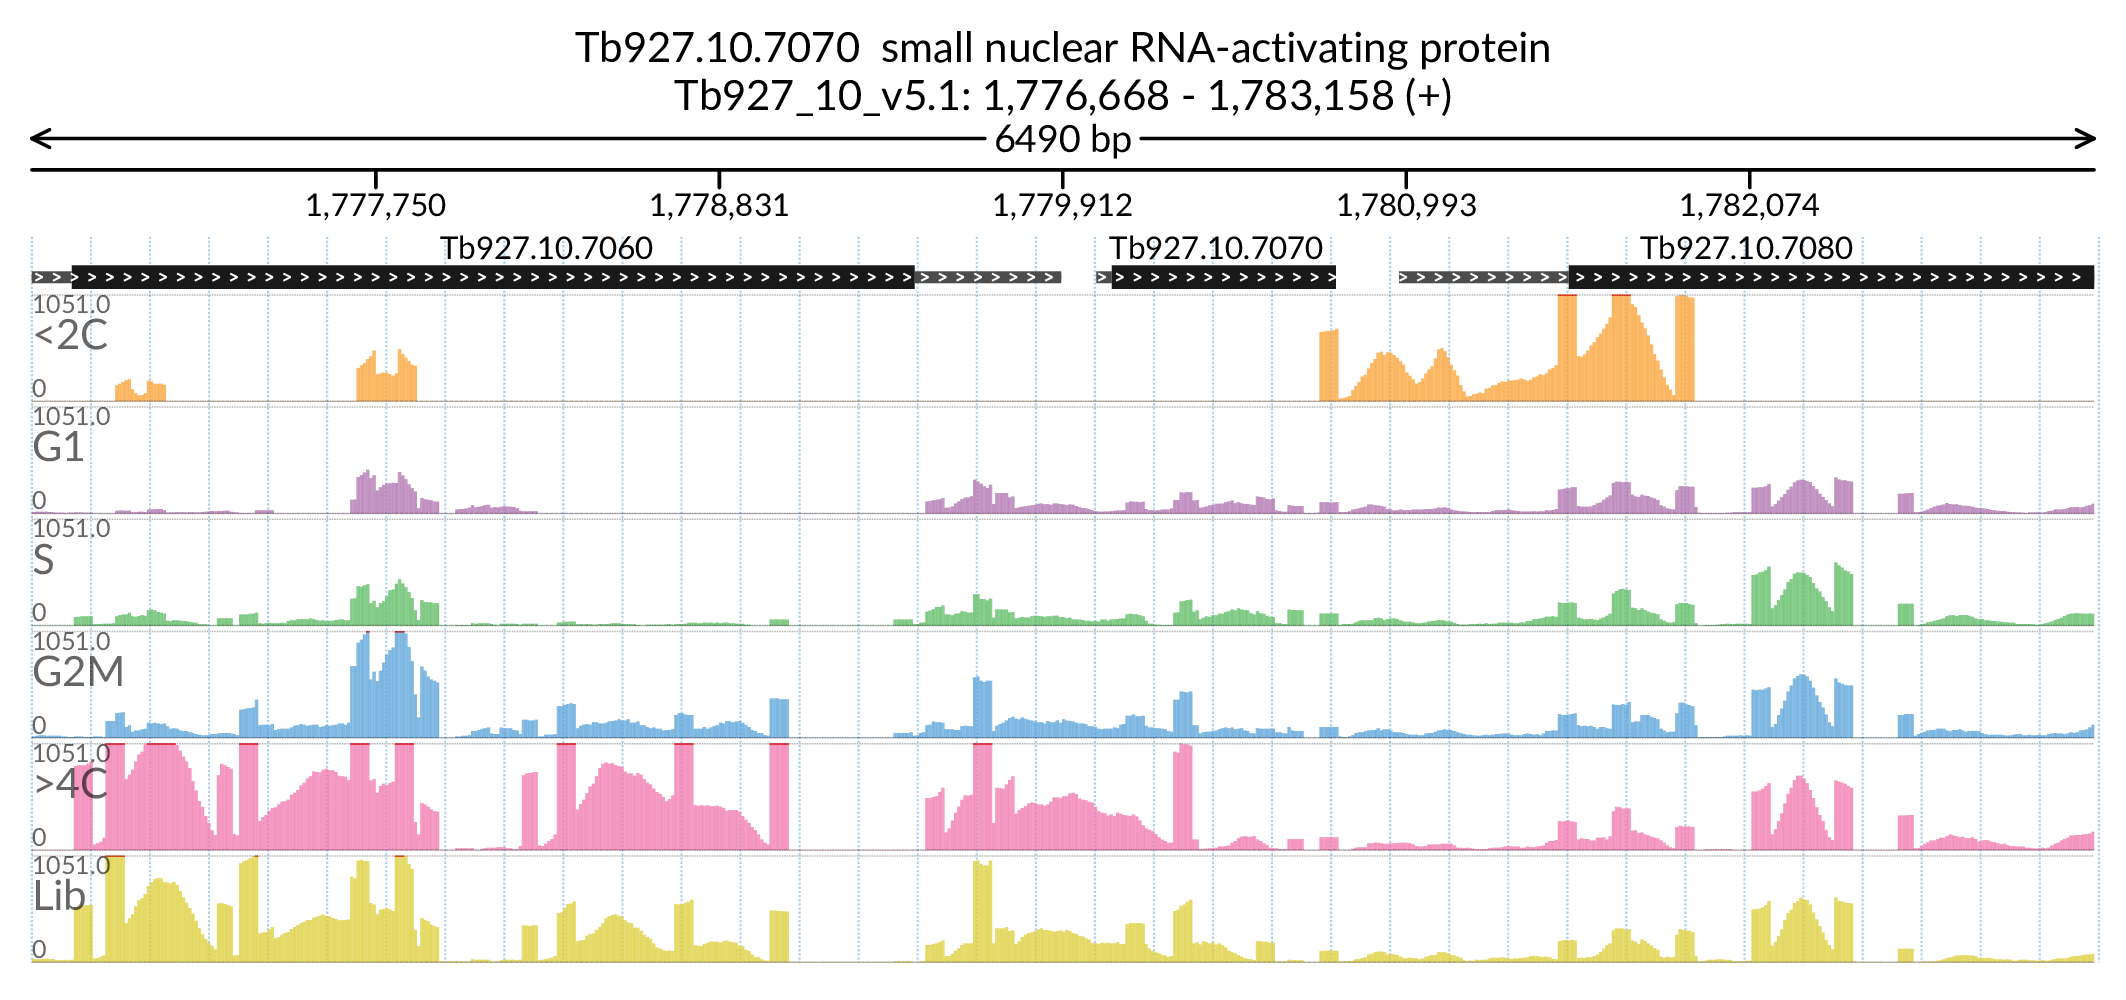 Tb927.10.7070 small nuclear RNA-activating protein
Tb927_10_v5.1: 1,776,668 - 1,783,158 (+)
6490 bp
1,777,750 1,778,831 1,779,912 1,780,993 1,782,074
Tb927.10.7060 Tb927.10.7070 Tb927.10.7080
1051.0
<2C
0
1051.0
G1
0
1051.0
S
0
1051.0
G2M
0
1051.0
>4C
0
1051.0
Lib
0